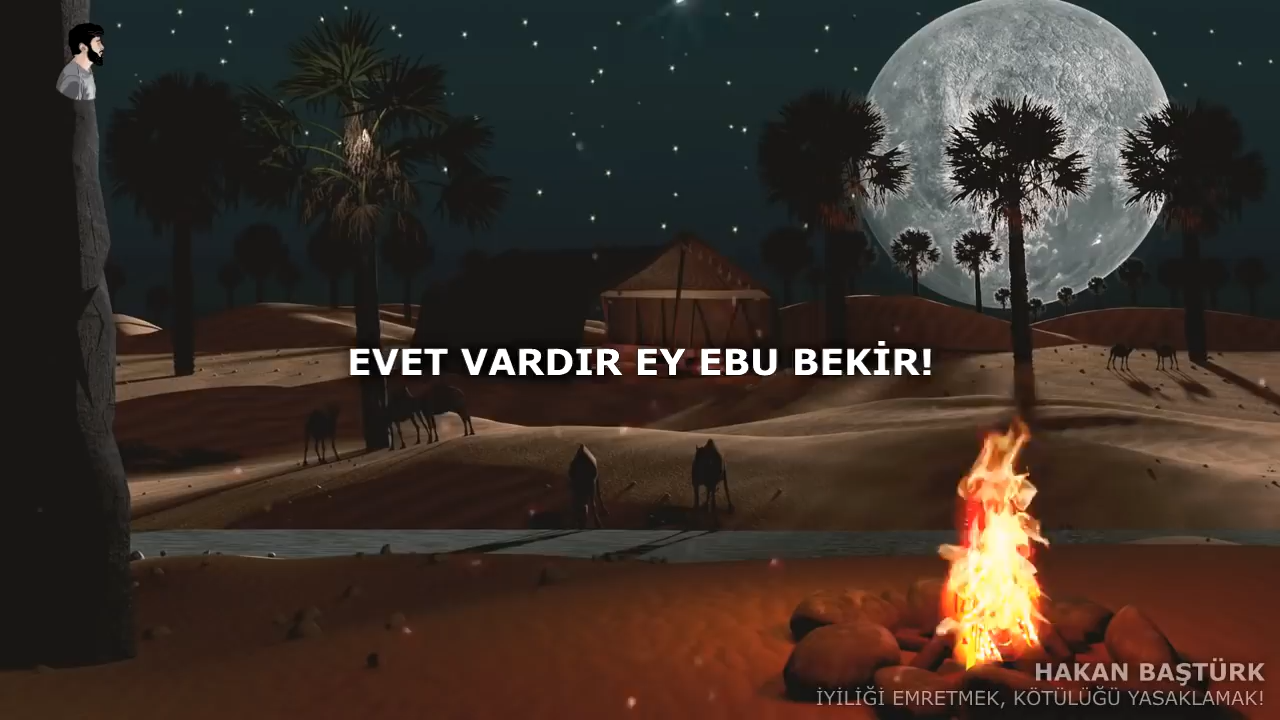 EVET VARDIR EY EBU BEKİR!
HAKAN BAŞTÜRK
İYİLİĞİ EMRETMEK, KÖTÜLÜĞÜ YASAKLAMAK!